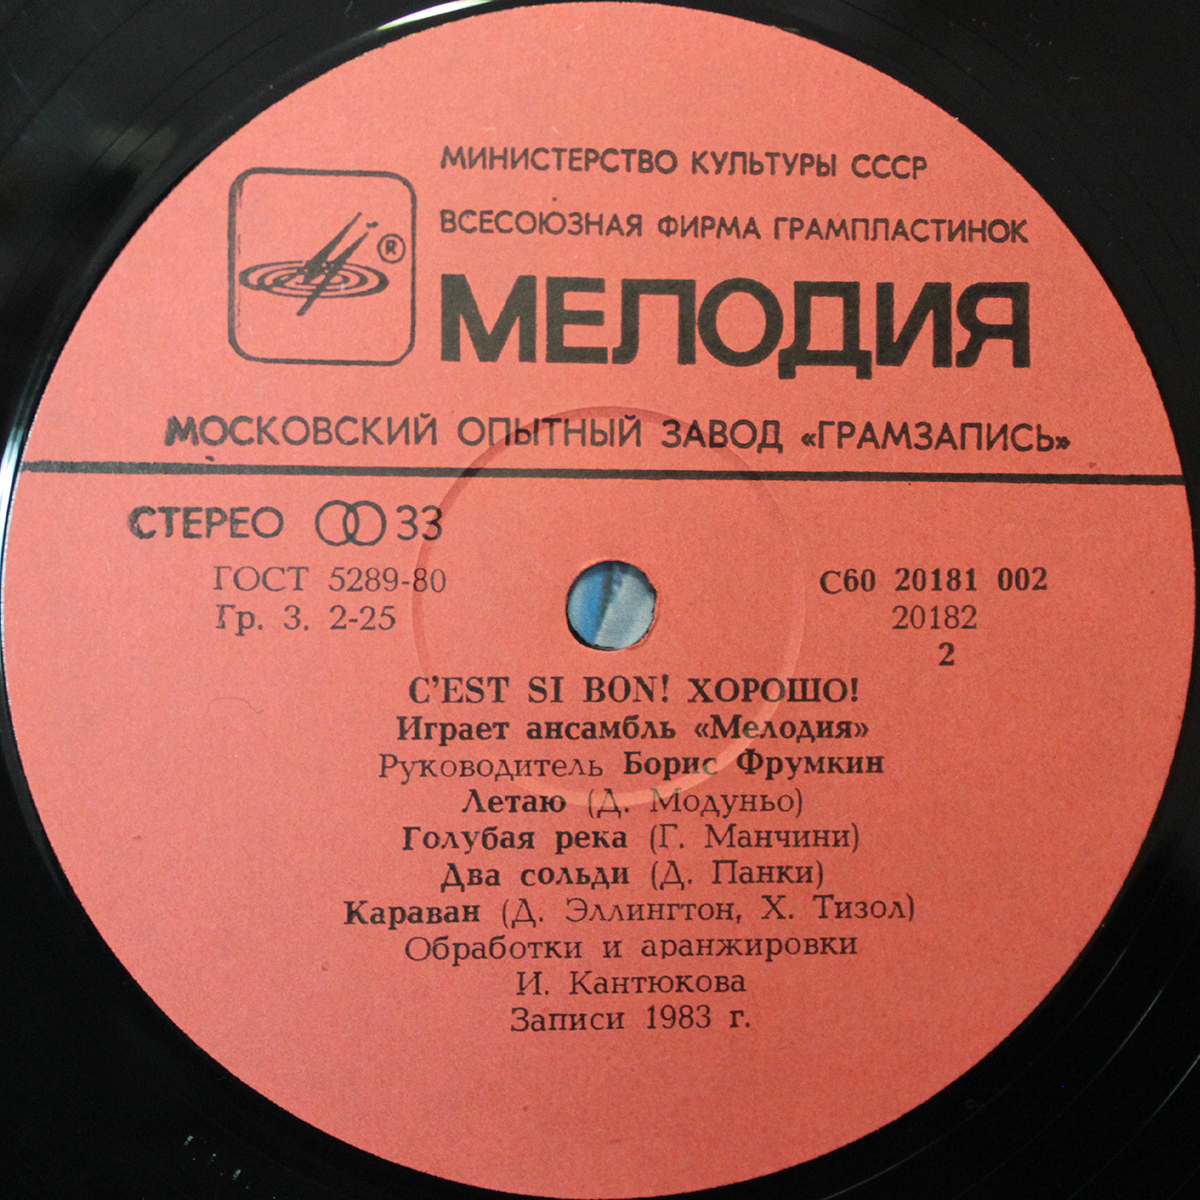 МИНИСТЕРСТВО КУЛЬТУРЫ СССР
ВСЕСОЮЗНАЯ ФИРМА ГРАМПЛАСТИНОК
®
МЕЛОДИЯ
МОСКОВСКИЙ ОПЫТНЫЙ ЗАВОД «ГРАМЗАПИСЬ»
СТЕРЕО 33
ГОСТ 5289-80
Гр. 3. 2-25
С60 20181 002
20182
2
C'EST SI BON! ХОРОШО!
Играет ансамбль «Мелодия»
Руководитель Борис Фрумкин
Летаю (Д. Модуньо)
Голубая река (Г. Манчини)
Два сольди (Д. Панки)
Караван (Д. Эллингтон, Х. Тизол)
Обработки и аранжировки
И. Кантюкова
Записи 1983 г.